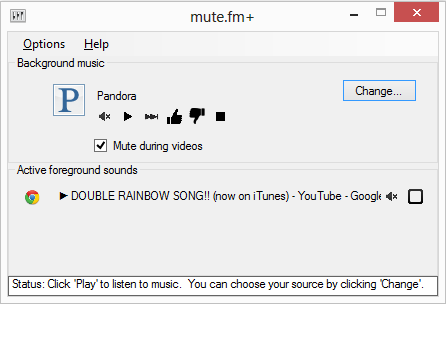 mute.fm+
Options Help
Background music
P
Pandora
Change...
Mute during videos
Active foreground sounds
DOUBLE RAINBOW SONG!! (now on iTunes) - YouTube - Google
Status: Click 'Play' to listen to music. You can choose your source by clicking 'Change'.